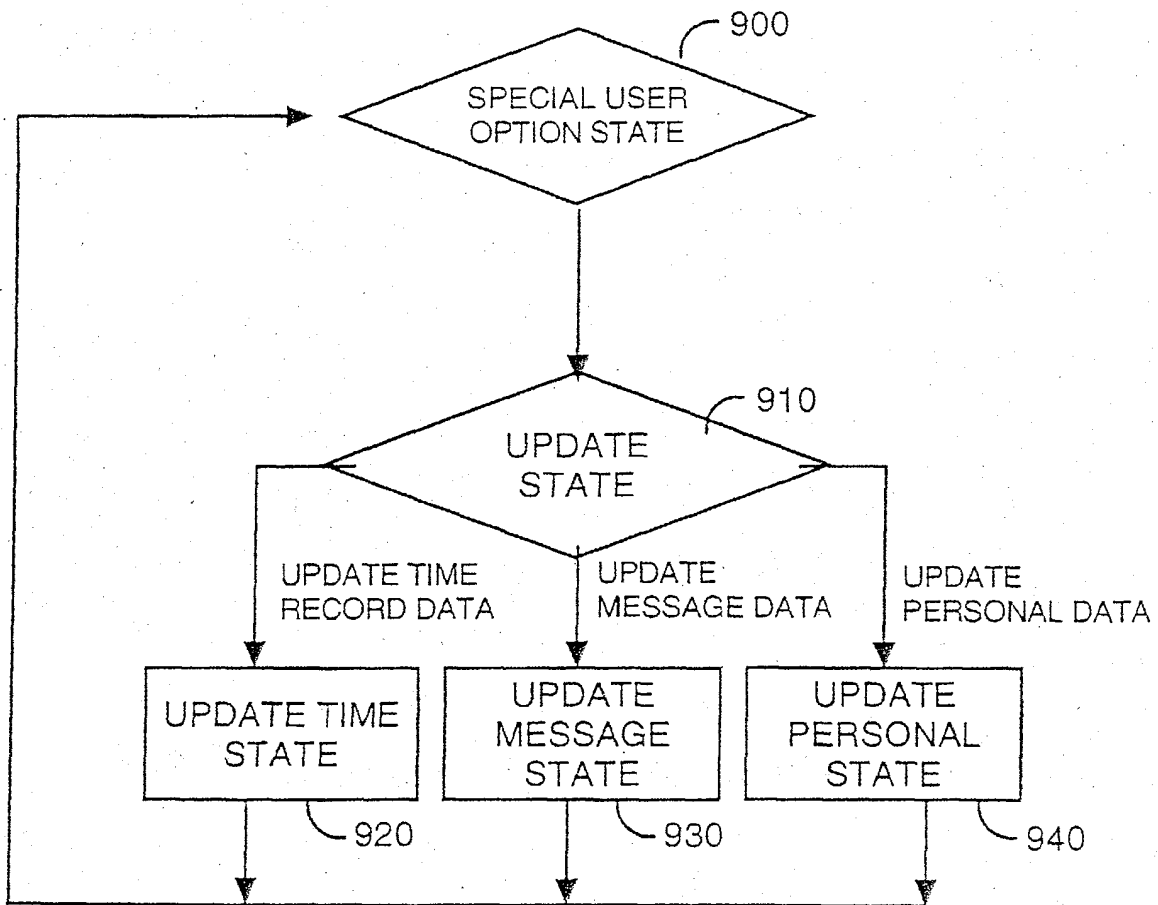 900
SPECIAL USER
OPTION STATE
910
UPDATE
STATE
UPDATE TIME
RECORD DATA
UPDATE
MESSAGE DATA
UPDATE
PERSONAL DATA
UPDATE TIME
STATE
UPDATE
MESSAGE
STATE
UPDATE
PERSONAL
STATE
920
930
940